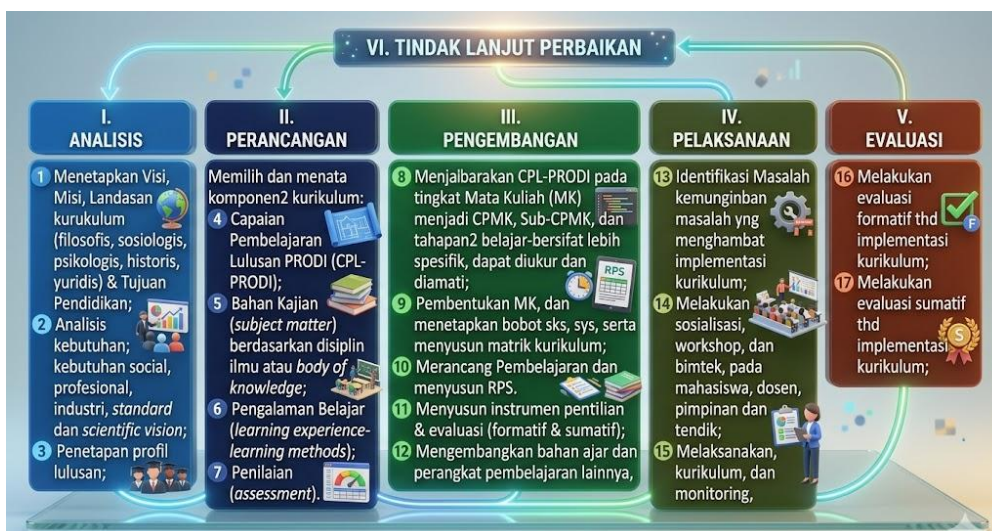 VI. TINDAK LANJUT PERBAIKAN
I.
ANALISIS
1 Menetapkan Visi,
Misi, Landasan
kurukulum
(filosofis, sosiologis,
psikologis, historis,
yuridis) & Tujuan
Pendidikan;
2 Analisis
kebutuhan;
kebutuhan social,
profesional,
industri, standard
dan scientific vision;
3 Penetapan profil
lulusan;
II.
PERANCANGAN
Memilih dan menata
komponen2 kurikulum:
4 Capaian
Pembelajaran
Lulusan PRODI (CPL-
PRODI);
5 Bahan Kajian
(subject matter)
berdasarkan disiplin
ilmu atau body of
knowledge;
6 Pengalaman Belajar
(learning experience-
learning methods);
7 Penilaian
(assessment).
III.
PENGEMBANGAN
8 Menjalbarakan CPL-PRODI pada
tingkat Mata Kuliah (MK)
menjadi CPMK, Sub-CPMK, dan
tahapan2 belajar-bersifat lebih
spesifik, dapat diukur dan
diamati;
RPS
9 Pembentukan MK, dan
menetapkan bobot sks, sys, serta
menyusun matrik kurikulum;
10 Merancang Pembelajaran dan
menyusun RPS.
11 Menyusun instrumen pentilian
& evaluasi (formatif & sumatif);
12 Mengembangkan bahan ajar dan
perangkat pembelajaran lainnya,
IV.
PELAKSANAAN
13 Identifikasi Masalah
kemunginban
masalah yng
menghambat
implementasi
kurikulum;
14 Melakukan
sosialisasi,
workshop, dan
bimtek, pada
mahasiswa, dosen,
pimpinan dan
tendik;
15 Melaksanakan,
kurikulum, dan
monitoring,
V.
EVALUASI
16 Melakukan
evaluasi
formatif thd
implementasi
kurikulum;
F
17 Melakukan
evaluasi sumatif
thd
implementasi
kurikulum;
S